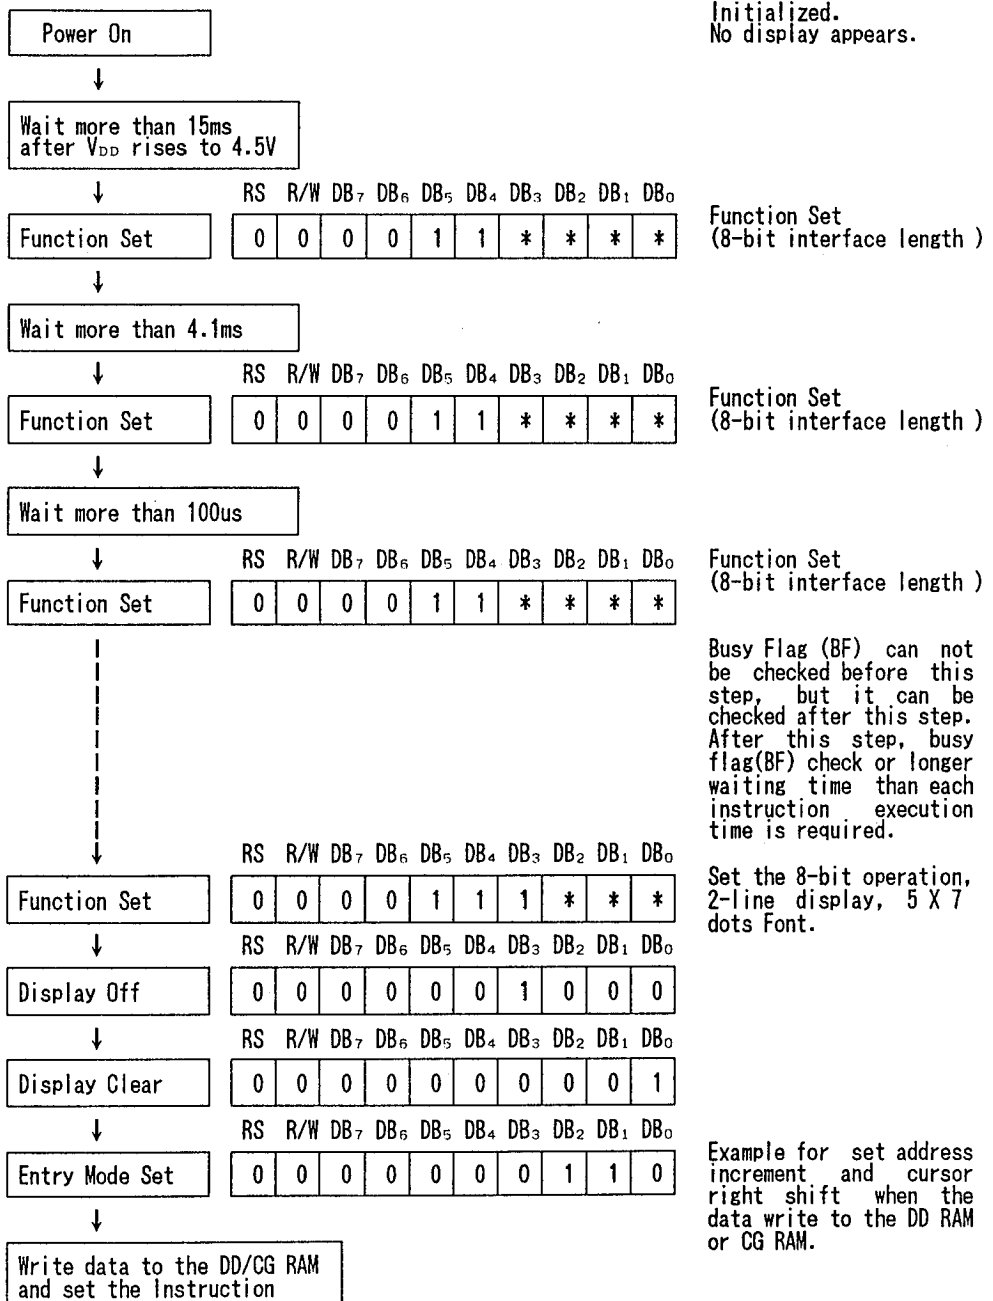 Initialized.
No display appears.
Power On
↓
Wait more than 15ms
after VDD rises to 4.5V
↓
RS R/W DB7 DB6 DB5 DB4 DB3 DB2 DB1 DB0
Function Set 0 0 0 0 1 1 * * * *
Function Set
(8-bit interface length )
↓
Wait more than 4.1ms
↓
RS R/W DB7 DB6 DB5 DB4 DB3 DB2 DB1 DB0
Function Set 0 0 0 0 1 1 * * * *
Function Set
(8-bit interface length )
↓
Wait more than 100us
↓
RS R/W DB7 DB6 DB5 DB4 DB3 DB2 DB1 DB0
Function Set 0 0 0 0 1 1 * * * *
Function Set
(8-bit interface length )
Busy Flag (BF) can not
be checked before this
step, but it can be
checked after this step.
After this step, busy
flag(BF) check or longer
waiting time than each
instruction execution
time is required.
↓
RS R/W DB7 DB6 DB5 DB4 DB3 DB2 DB1 DB0
Function Set 0 0 0 0 1 1 1 * * *
Set the 8-bit operation,
2-line display, 5 X 7
dots Font.
RS R/W DB7 DB6 DB5 DB4 DB3 DB2 DB1 DB0
Display Off 0 0 0 0 0 0 1 0 0 0
↓
RS R/W DB7 DB6 DB5 DB4 DB3 DB2 DB1 DB0
Display Clear 0 0 0 0 0 0 0 0 0 1
↓
RS R/W DB7 DB6 DB5 DB4 DB3 DB2 DB1 DB0
Entry Mode Set 0 0 0 0 0 0 0 1 1 0
Example for set address
increment and cursor
right shift when the
data write to the DD RAM
or CG RAM.
↓
Write data to the DD/CG RAM
and set the Instruction